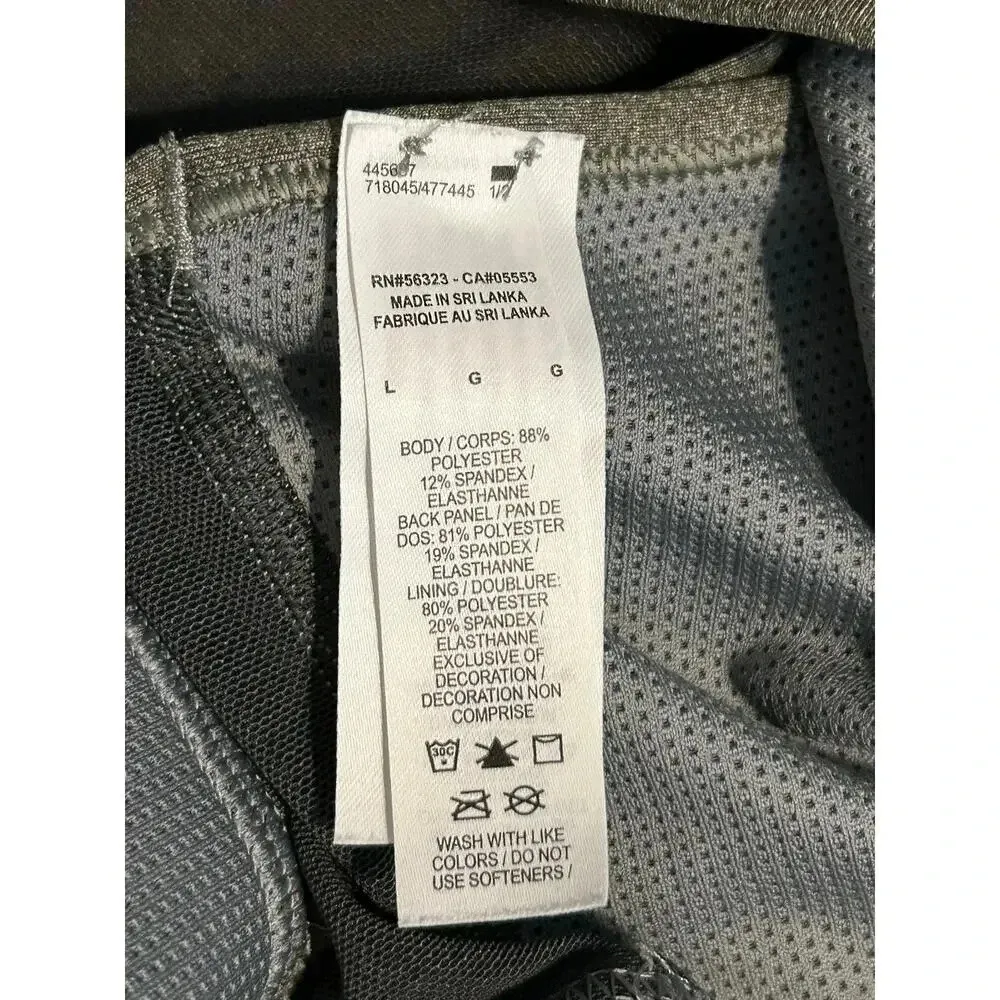 718045/477445 1/2
RN#56323 - CA#05553
MADE IN SRI LANKA
FABRIQUE AU SRI LANKA
L G G
BODY / CORPS: 88%
POLYESTER
12% SPANDEX /
ELASTHANNE
BACK PANEL / PAN DE
DOS: 81% POLYESTER
19% SPANDEX /
ELASTHANNE
LINING / DOUBLURE:
80% POLYESTER
20% SPANDEX /
ELASTHANNE
EXCLUSIVE OF
DECORATION /
DECORATION NON
COMPRISE
30C
WASH WITH LIKE
COLORS / DO NOT
USE SOFTENERS /